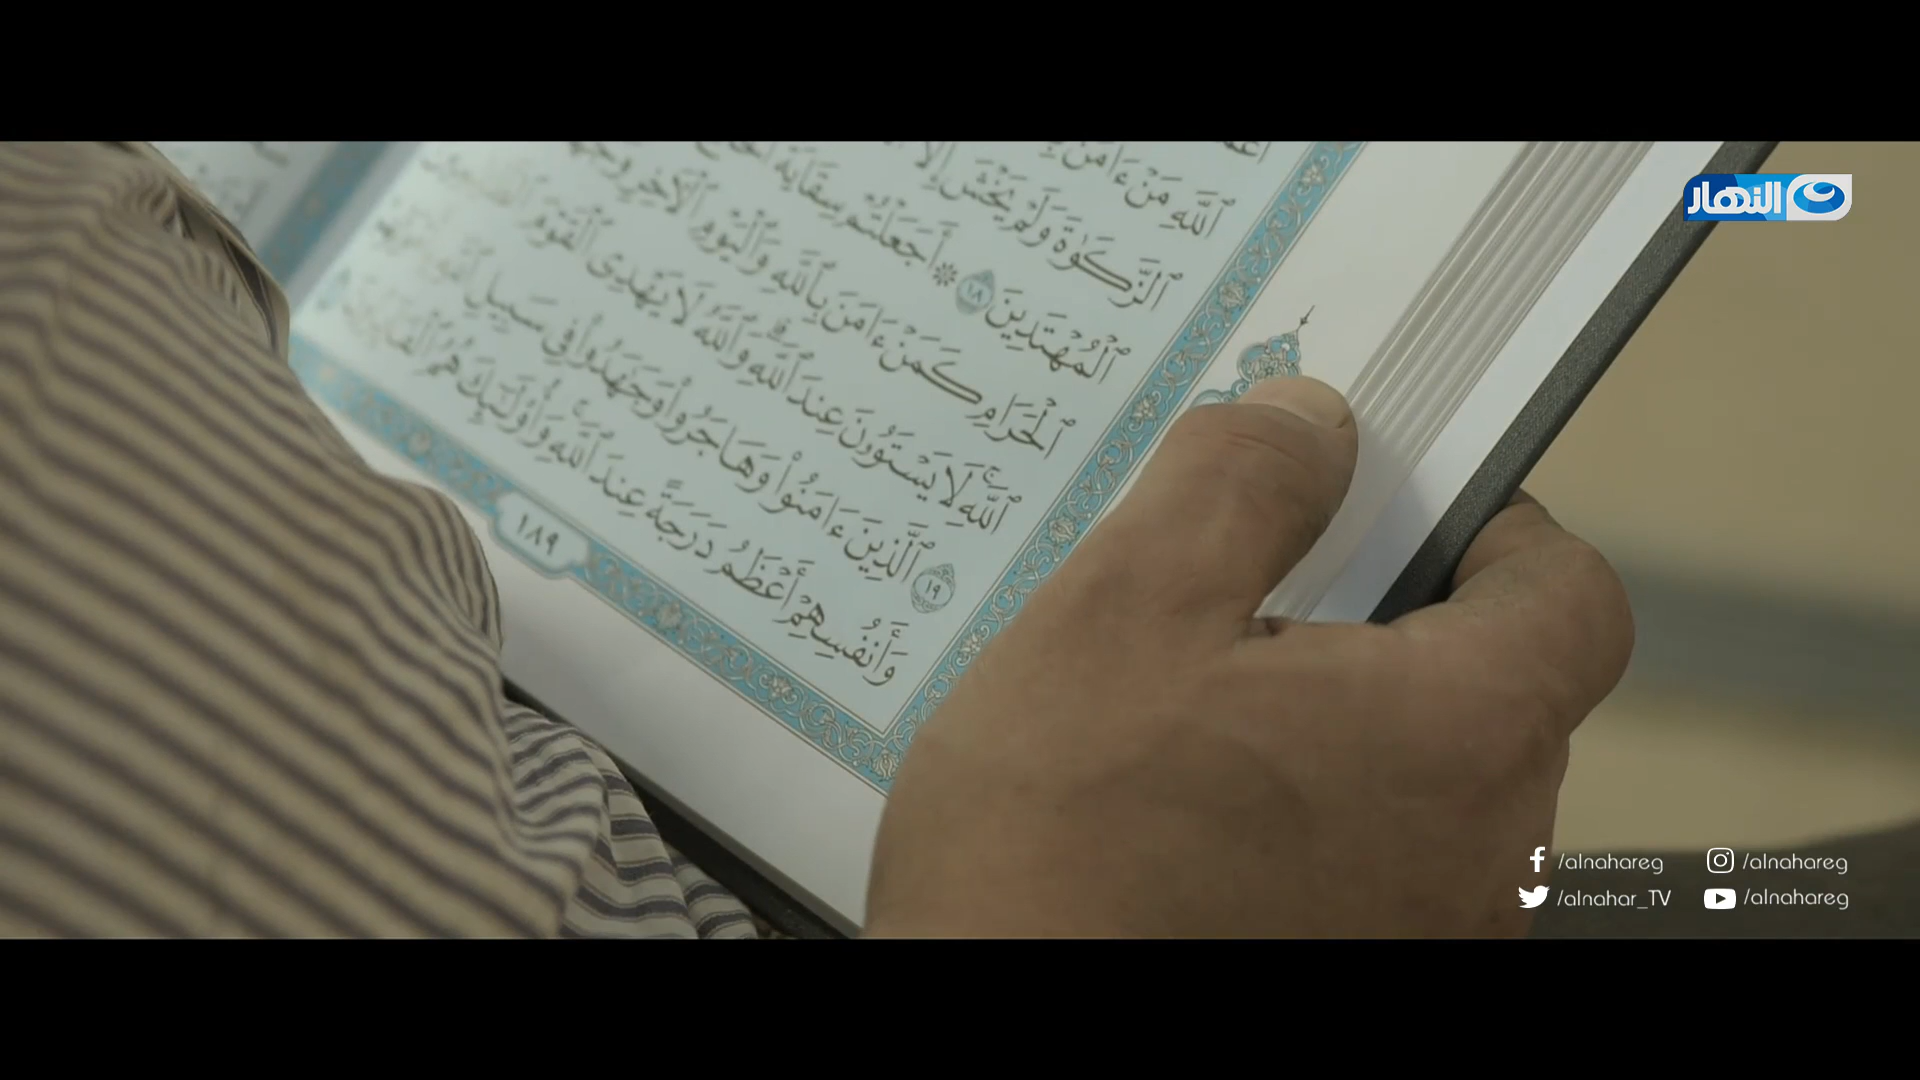 ٱللَّهِ مَنْ ءَامَنَ
ٱلزَّكَوٰةَ وَلَمْ يَخْشَ إِلَّا
ٱلْمُهْتَدِينَ ١٨ ۞ أَجَعَلْتُمْ سِقَايَةَ
ٱلْحَرَامِ كَمَنْ ءَامَنَ بِٱللَّهِ وَٱلْيَوْمِ ٱلْـَٔاخِرِ
ٱللَّهِ لَا يَسْتَوُۥنَ عِندَ ٱللَّهِ وَٱللَّهُ لَا يَهْدِى ٱلْقَوْمَ
١٩ ٱلَّذِينَ ءَامَنُوا۟ وَهَاجَرُوا۟ وَجَٰهَدُوا۟ فِى سَبِيلِ
وَأَنفُسِهِمْ أَعْظَمُ دَرَجَةً عِندَ ٱللَّهِ وَأُو۟لَٰٓئِكَ هُمُ
١٨٩
النهار
/alnahareg
/alnahareg
/alnahar_TV
/alnahareg